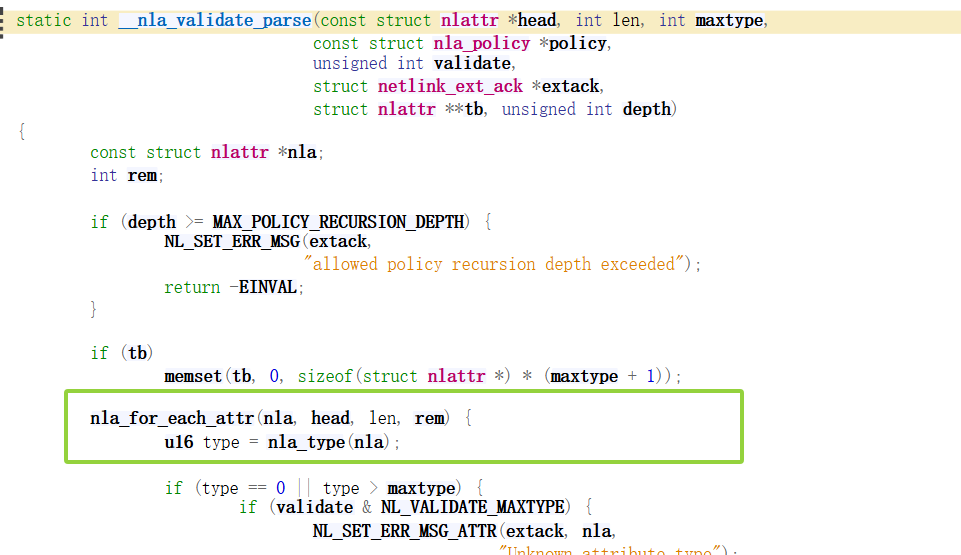 static int __nla_validate_parse(const struct nlattr *head, int len, int maxtype,
const struct nla_policy *policy,
unsigned int validate,
struct netlink_ext_ack *extack,
struct nlattr **tb, unsigned int depth)
{
const struct nlattr *nla;
int rem;
if (depth >= MAX_POLICY_RECURSION_DEPTH) {
NL_SET_ERR_MSG(extack,
"allowed policy recursion depth exceeded");
return -EINVAL;
}
if (tb)
memset(tb, 0, sizeof(struct nlattr *) * (maxtype + 1));
nla_for_each_attr(nla, head, len, rem) {
u16 type = nla_type(nla);
if (type == 0 || type > maxtype) {
if (validate & NL_VALIDATE_MAXTYPE) {
NL_SET_ERR_MSG_ATTR(extack, nla,
"Unknown attribute type");